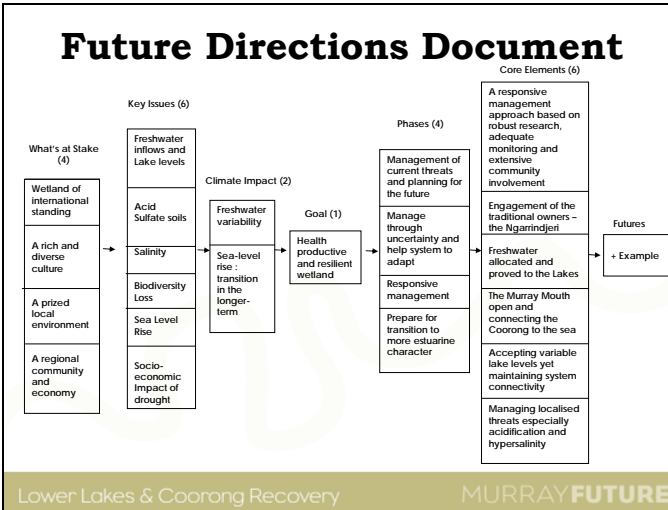 Future Directions Document
What's at Stake
(4)
Wetland of
international
standing
A rich and
diverse
culture
A prized
local
environment
A regional
community
and
economy
Key Issues (6)
Freshwater
inflows and
Lake levels
Acid
Sulfate soils
Salinity
Biodiversity
Loss
Sea Level
Rise
Socio-
economic
Impact of
drought
Climate Impact (2)
Freshwater
variability
Sea-level
rise :
transition
in the
longer-
term
Goal (1)
Health
productive
and resilient
wetland
Phases (4)
Management of
current threats
and planning for
the future
Manage
through
uncertainty and
help system to
adapt
Responsive
management
Prepare for
transition to
more estuarine
character
Core Elements (6)
A responsive
management
approach based on
robust research,
adequate
monitoring and
extensive
community
involvement
Engagement of the
traditional owners –
the Ngarrindjeri
Freshwater
allocated and
proved to the Lakes
The Murray Mouth
open and
connecting the
Coorong to the sea
Accepting variable
lake levels yet
maintaining system
connectivity
Managing localised
threats especially
acidification and
hypersalinity
Futures
+ Example
Lower Lakes & Coorong Recovery
MURRAYFUTURE